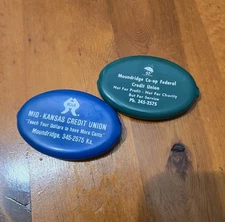 MID-KANSAS CREDIT UNION
"Teach Your Dollars to have More Cents"
Moundridge, 345-2575 Ks.
Moundridge Co-op Federal
Credit Union
Not For Profit - Not For Charity
But For Service
Ph. 345-2575